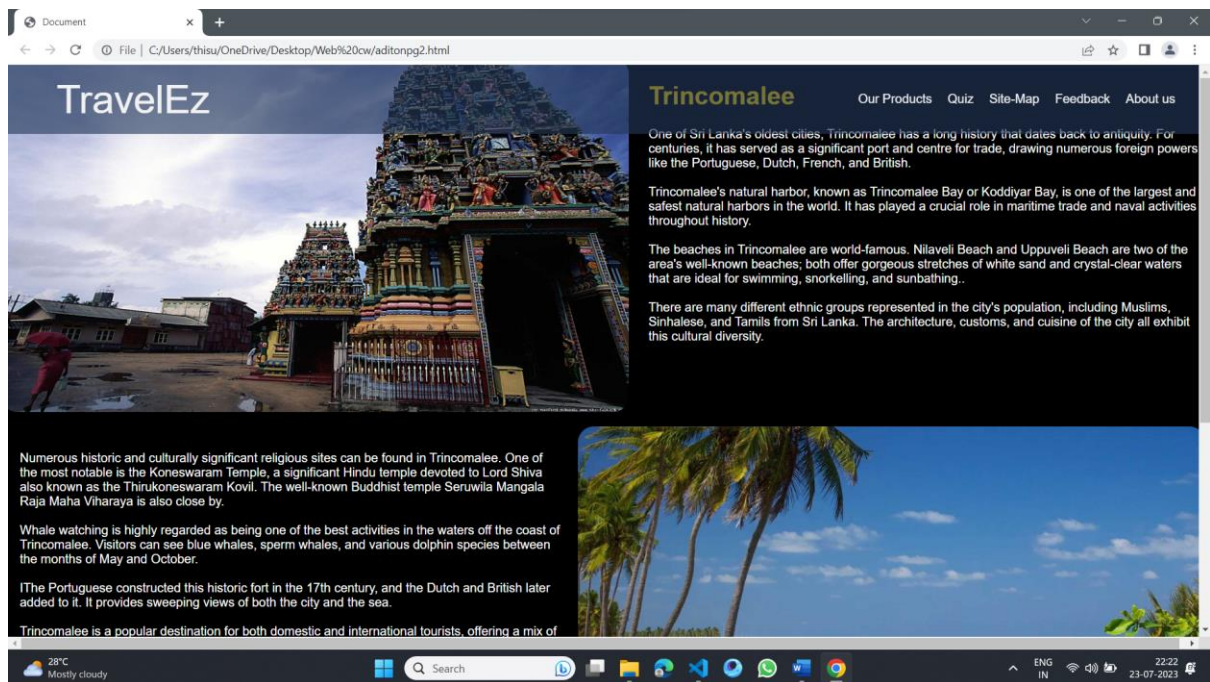 Document
File | C:/Users/thisu/OneDrive/Desktop/Web%20cw/aditonpg2.html
TravelEz
Trincomalee
Our Products Quiz Site-Map Feedback About us
One of Sri Lanka's oldest cities, Trincomalee has a long history that dates back to antiquity. For
centuries, it has served as a significant port and centre for trade, drawing numerous foreign powers
like the Portuguese, Dutch, French, and British.
Trincomalee's natural harbor, known as Trincomalee Bay or Koddiyar Bay, is one of the largest and
safest natural harbors in the world. It has played a crucial role in maritime trade and naval activities
throughout history.
The beaches in Trincomalee are world-famous. Nilaveli Beach and Uppuveli Beach are two of the
area's well-known beaches; both offer gorgeous stretches of white sand and crystal-clear waters
that are ideal for swimming, snorkelling, and sunbathing..
There are many different ethnic groups represented in the city's population, including Muslims,
Sinhalese, and Tamils from Sri Lanka. The architecture, customs, and cuisine of the city all exhibit
this cultural diversity.
Numerous historic and culturally significant religious sites can be found in Trincomalee. One of
the most notable is the Koneswaram Temple, a significant Hindu temple devoted to Lord Shiva
also known as the Thirukoneswaram Kovil. The well-known Buddhist temple Seruwila Mangala
Raja Maha Viharaya is also close by.
Whale watching is highly regarded as being one of the best activities in the waters off the coast of
Trincomalee. Visitors can see blue whales, sperm whales, and various dolphin species between
the months of May and October.
IThe Portuguese constructed this historic fort in the 17th century, and the Dutch and British later
added to it. It provides sweeping views of both the city and the sea.
Trincomalee is a popular destination for both domestic and international tourists, offering a mix of
28°C
Mostly cloudy
Search
ENG
IN
22:22
23-07-2023